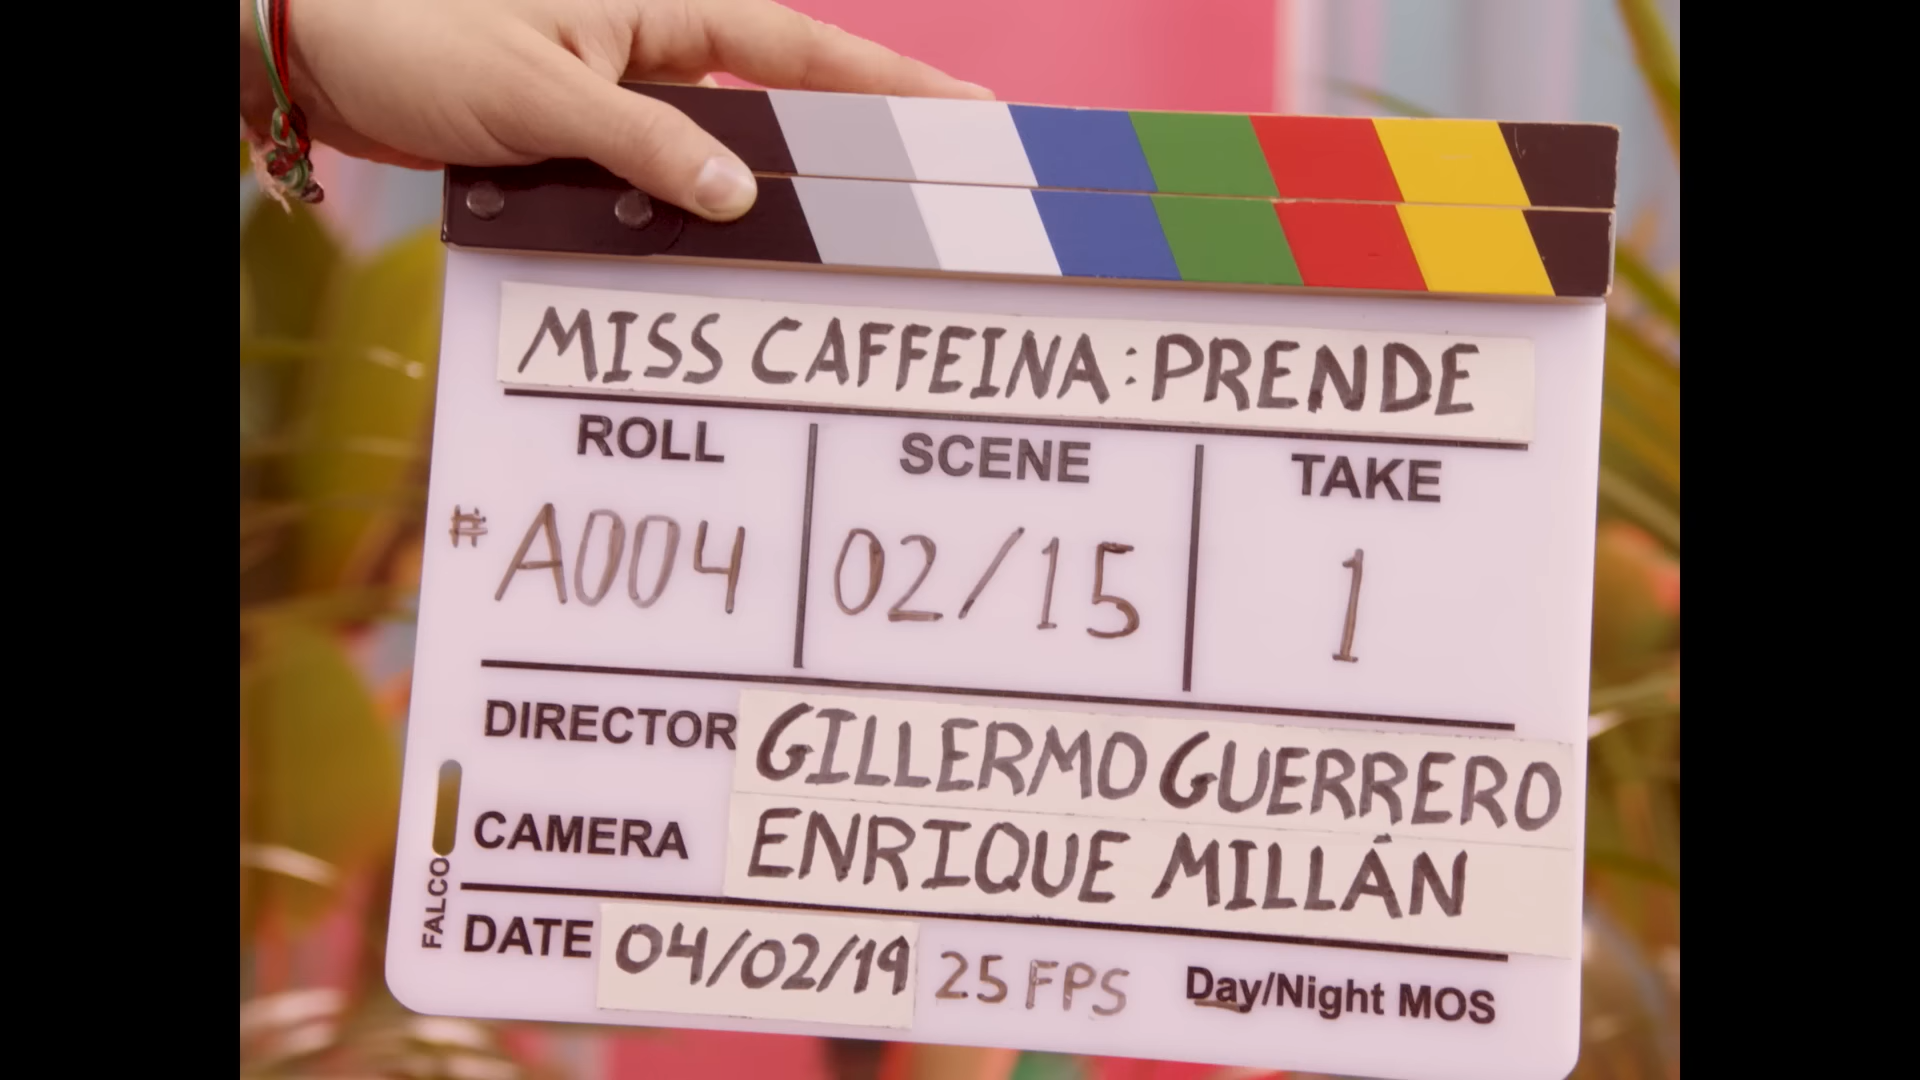 MISS CAFFEINA: PRENDE
ROLL SCENE TAKE
# A004 02/15 1
DIRECTOR GILLERMO GUERRERO
CAMERA ENRIQUE MILLÁN
FALCO
DATE 04/02/19 25 FPS Day/Night MOS